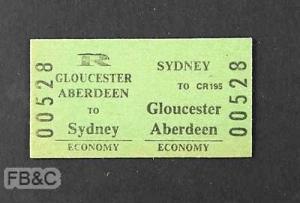 00528
R
GLOUCESTER
ABERDEEN
TO
Sydney
ECONOMY
SYDNEY
TO CR195
Gloucester
Aberdeen
ECONOMY
00528
FB&C